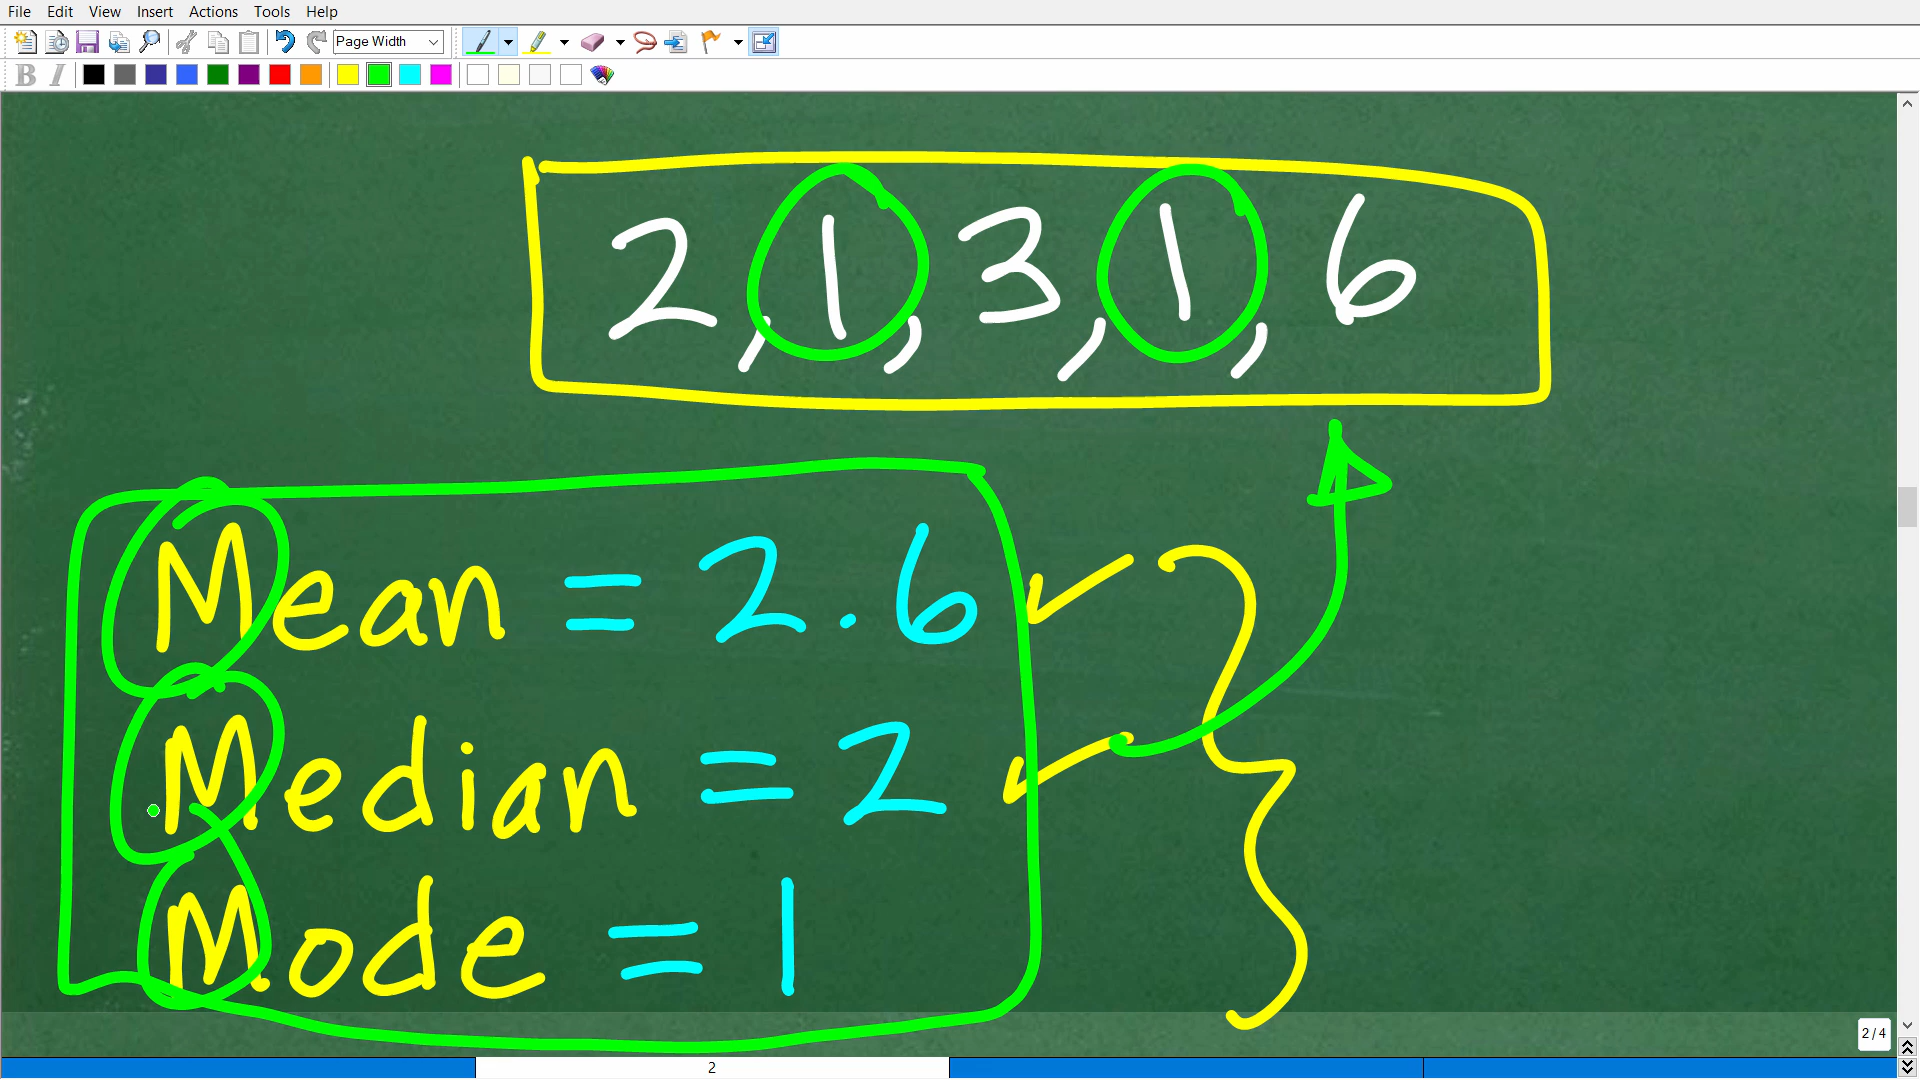 File Edit View Insert Actions Tools Help
Page Width
B I
2, 1, 3, 1, 6
Mean = 2.6
Median = 2
Mode = 1
2 / 4
2